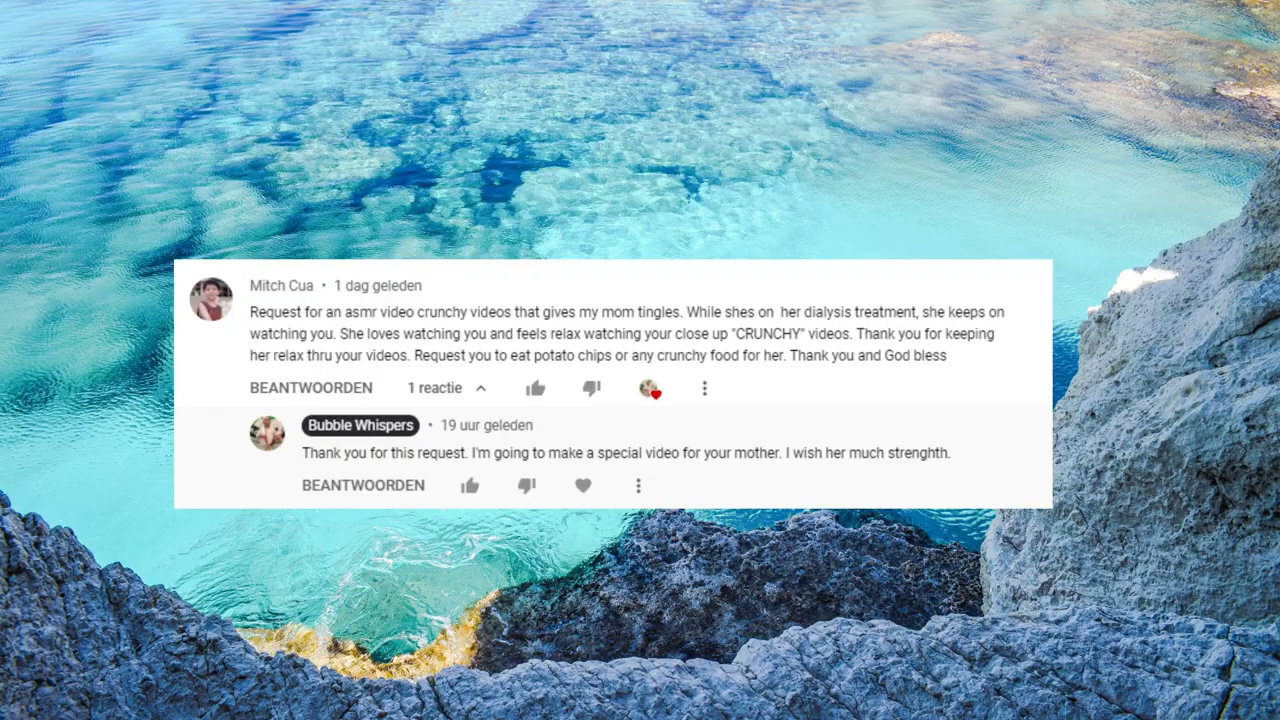 Mitch Cua • 1 dag geleden
Request for an asmr video crunchy videos that gives my mom tingles. While shes on her dialysis treatment, she keeps on
watching you. She loves watching you and feels relax watching your close up "CRUNCHY" videos. Thank you for keeping
her relax thru your videos. Request you to eat potato chips or any crunchy food for her. Thank you and God bless
BEANTWOORDEN 1 reactie
Bubble Whispers • 19 uur geleden
Thank you for this request. I'm going to make a special video for your mother. I wish her much strenghth.
BEANTWOORDEN